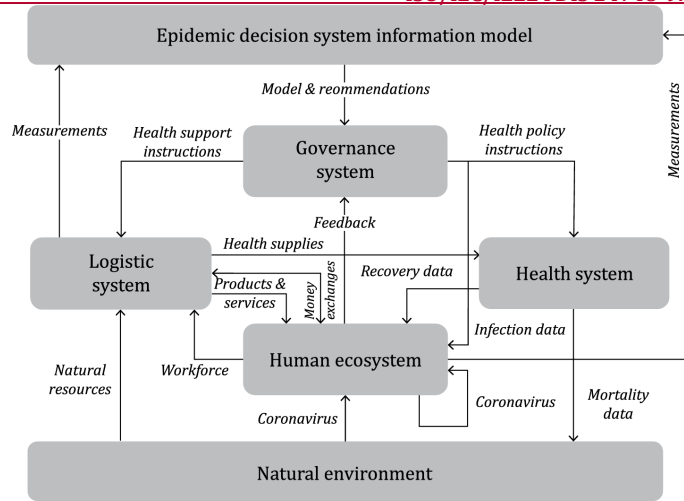 Epidemic decision system information model
Model & reommendations
Measurements
Health support
instructions
Governance
system
Health policy
instructions
Measurements
Feedback
Logistic
system
Health supplies
Products &
services
Money
exchanges
Recovery data
Health system
Infection data
Human ecosystem
Natural
resources
Workforce
Coronavirus
Coronavirus
Mortality
data
Natural environment